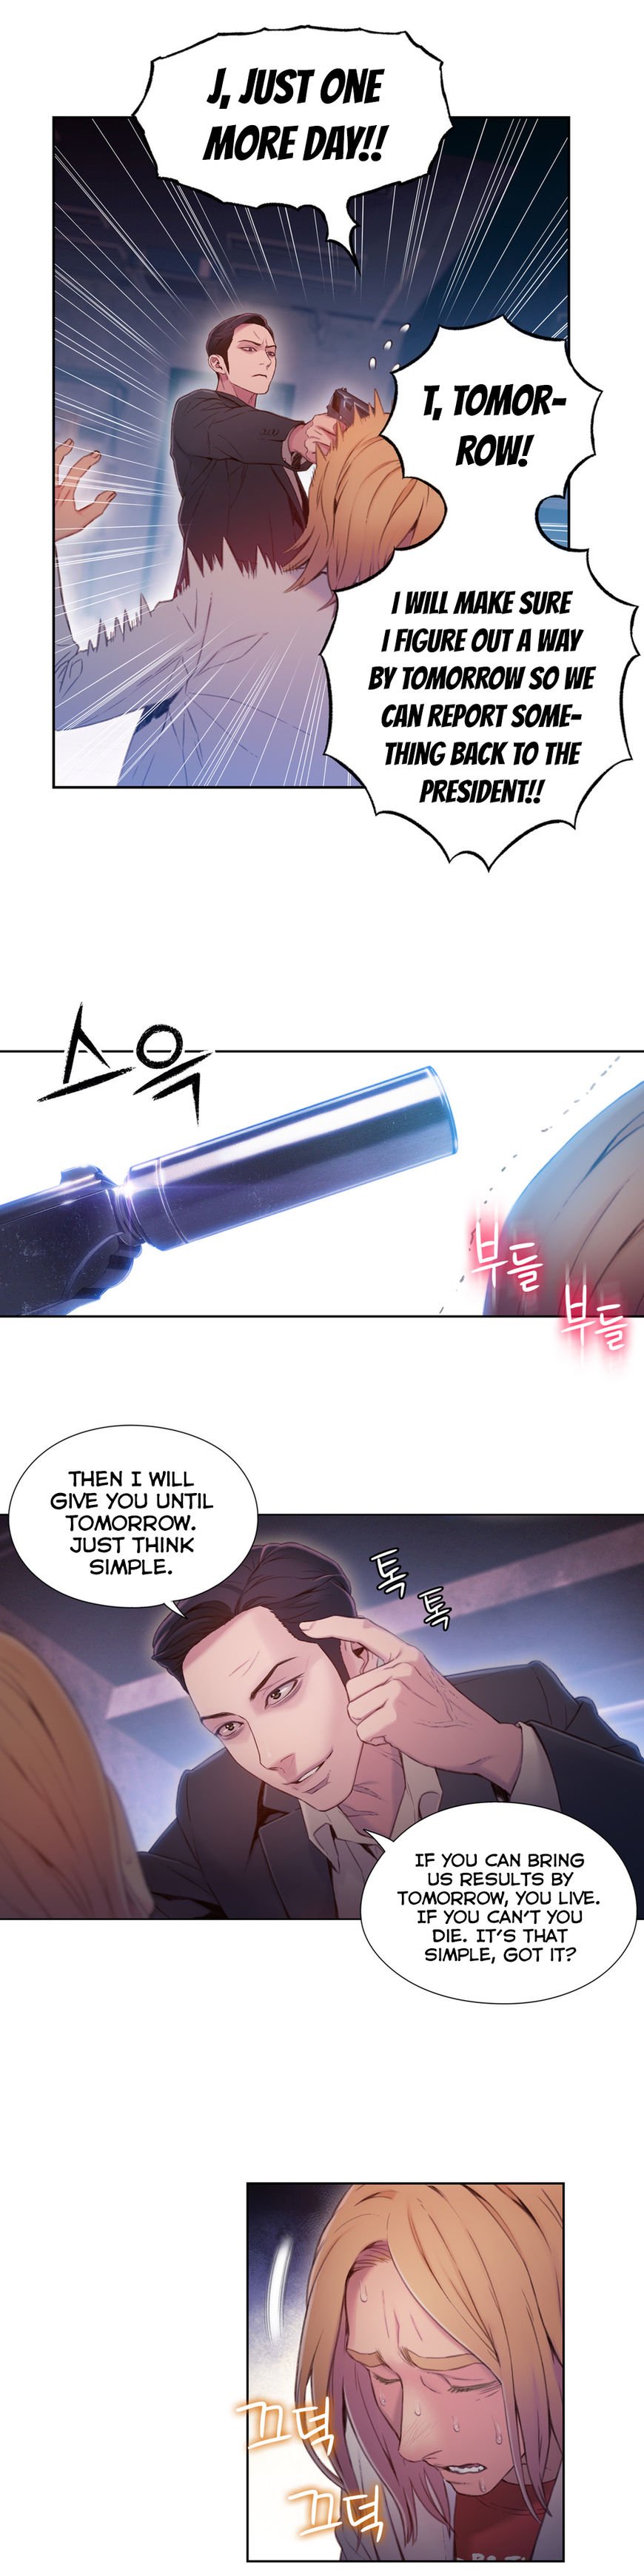 J, JUST ONE
MORE DAY!!
T, TOMOR-
ROW!
I WILL MAKE SURE
I FIGURE OUT A WAY
BY TOMORROW SO WE
CAN REPORT SOME-
THING BACK TO THE
PRESIDENT!!
스윽
부들
부들
THEN I WILL
GIVE YOU UNTIL
TOMORROW.
JUST THINK
SIMPLE.
톡
톡
IF YOU CAN BRING
US RESULTS BY
TOMORROW, YOU LIVE.
IF YOU CAN'T YOU
DIE. IT'S THAT
SIMPLE, GOT IT?
끄덕
끄덕